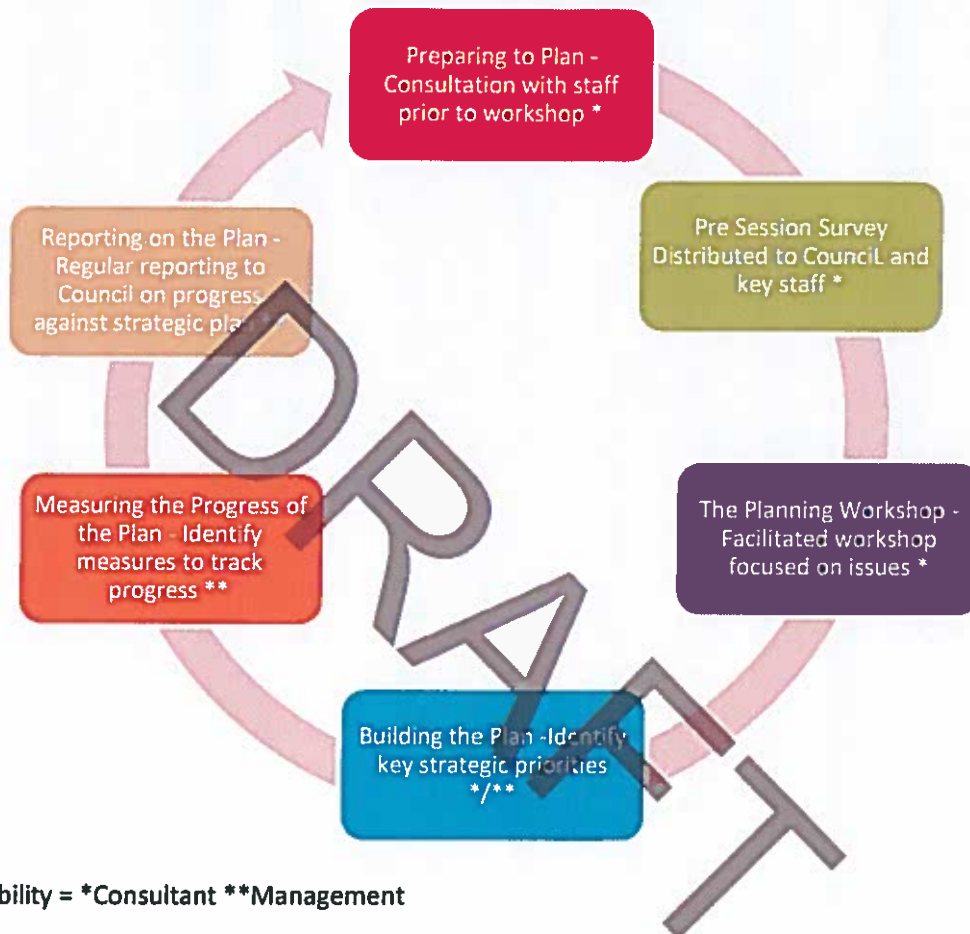 Preparing to Plan -
Consultation with staff
prior to workshop *
Pre Session Survey
Distributed to CounciL and
key staff *
The Planning Workshop -
Facilitated workshop
focused on issues *
Building the Plan -Identify
key strategic priorities
*/**
Measuring the Progress of
the Plan - Identify
measures to track
progress **
Reporting on the Plan -
Regular reporting to
Council on progress
against strategic plan
DRAFT
bility = *Consultant **Management